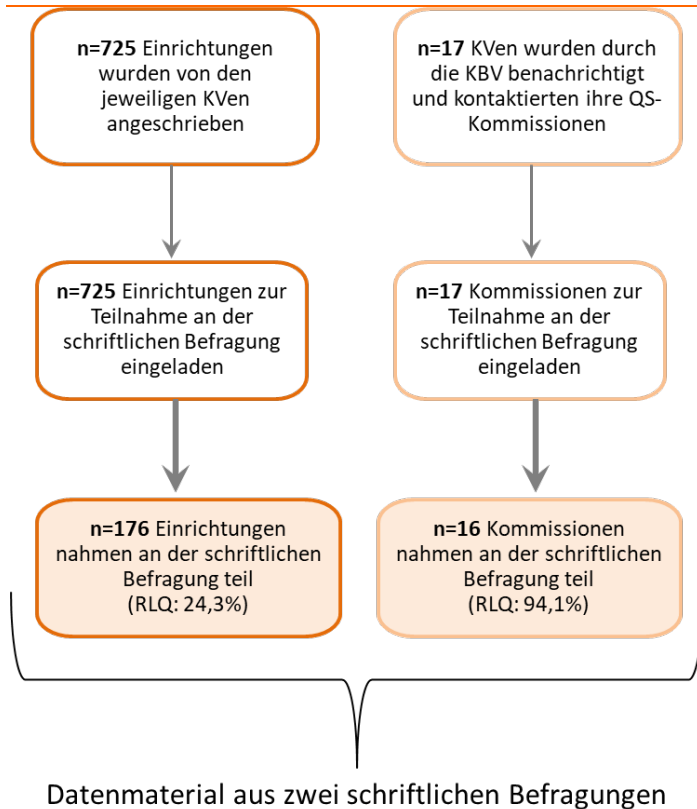 n=725 Einrichtungen
wurden von den
jeweiligen KVen
angeschrieben
n=17 KVen wurden durch
die KBV benachrichtigt
und kontaktierten ihre QS-
Kommissionen
n=725 Einrichtungen zur
Teilnahme an der
schriftlichen Befragung
eingeladen
n=17 Kommissionen zur
Teilnahme an der
schriftlichen Befragung
eingeladen
n=176 Einrichtungen
nahmen an der schriftlichen
Befragung teil
(RLQ: 24,3%)
n=16 Kommissionen
nahmen an der schriftlichen
Befragung teil
(RLQ: 94,1%)
Datenmaterial aus zwei schriftlichen Befragungen